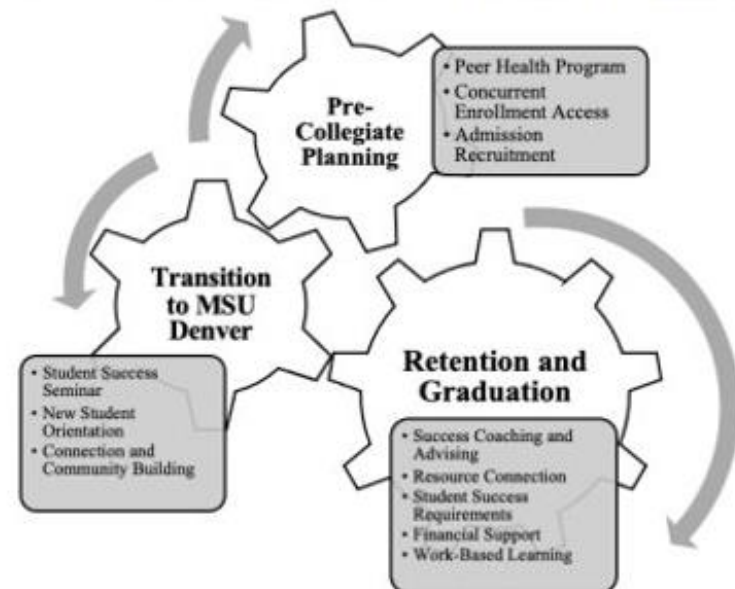 Pre-
Collegiate
Planning
• Peer Health Program
• Concurrent
Enrollment Access
• Admission
Recruitment
Transition
to MSU
Denver
• Student Success
Seminar
• New Student
Orientation
• Connection and
Community Building
Retention and
Graduation
• Success Coaching and
Advising
• Resource Connection
• Student Success
Requirements
• Financial Support
• Work-Based Learning